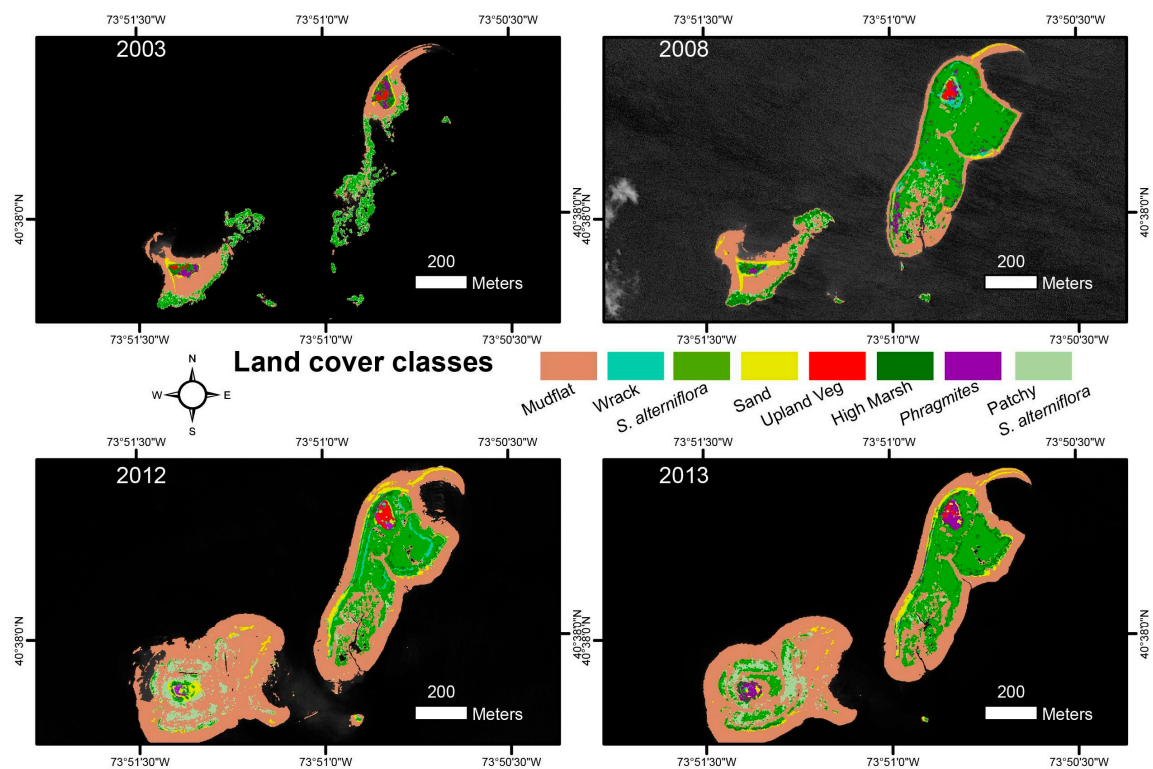 73°51'30"W 73°51'0"W 73°50'30"W
73°51'30"W 73°51'0"W 73°50'30"W
2003
2008
40°38'0"N
40°38'0"N
40°38'0"N
200
Meters
200
Meters
73°51'30"W 73°51'0"W 73°50'30"W
73°51'30"W 73°51'0"W 73°50'30"W
N
W E
S
Land cover classes
Mudflat
Wrack
S. alterniflora
Sand
Upland Veg
High Marsh
Phragmites
Patchy
S. alterniflora
73°51'30"W 73°51'0"W 73°50'30"W
73°51'30"W 73°51'0"W 73°50'30"W
2012
2013
40°38'0"N
40°38'0"N
40°38'0"N
200
Meters
200
Meters
73°51'30"W 73°51'0"W 73°50'30"W
73°51'30"W 73°51'0"W 73°50'30"W